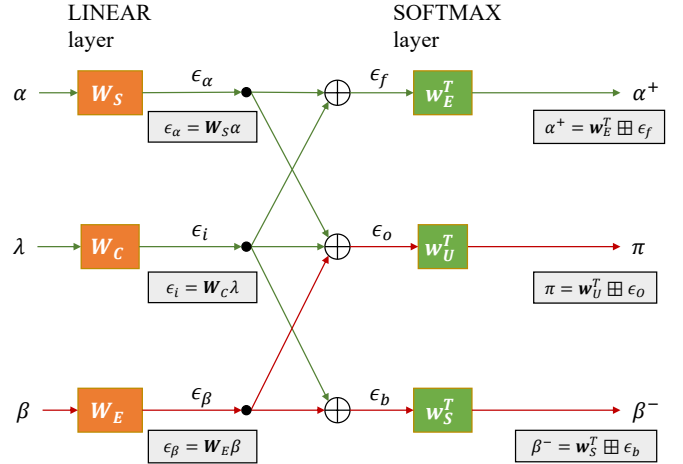 LINEAR
layer
SOFTMAX
layer
α W_S ϵ_α ϵ_f w_E^T α⁺
ϵ_α = W_S α
α⁺ = w_E^T ⊞ ϵ_f
λ W_C ϵ_i ϵ_o w_U^T π
ϵ_i = W_C λ
π = w_U^T ⊞ ϵ_O
β W_E ϵ_β ϵ_b w_S^T β⁻
ϵ_β = W_E β
β⁻ = w_S^T ⊞ ϵ_b